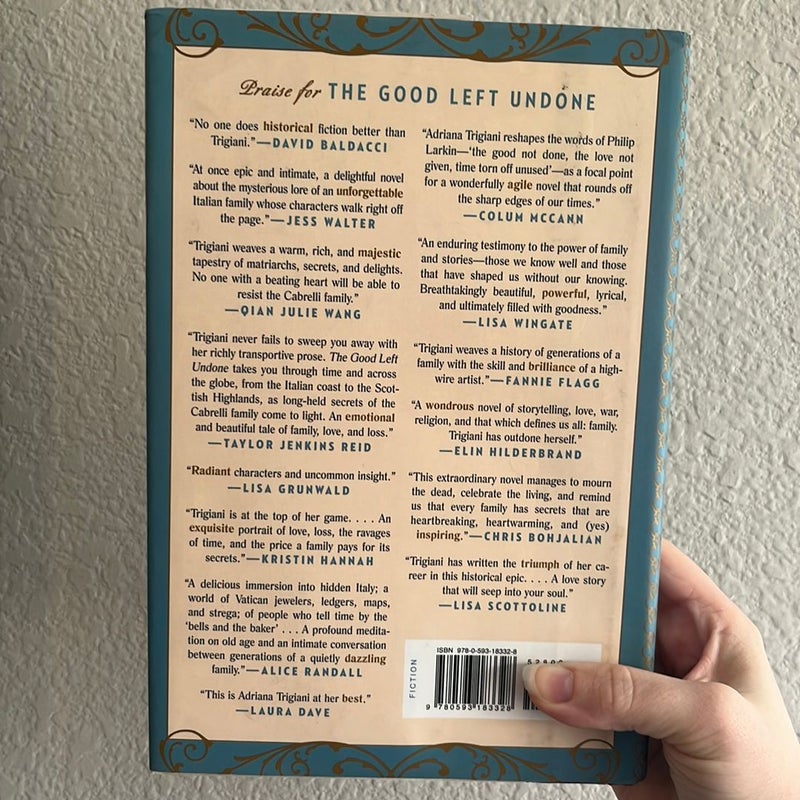 Praise for THE GOOD LEFT UNDONE
“No one does historical fiction better than
Trigiani.”—DAVID BALDACCI
“At once epic and intimate, a delightful novel
about the mysterious lore of an unforgettable
Italian family whose characters walk right off
the page.”—JESS WALTER
“Trigiani weaves a warm, rich, and majestic
tapestry of matriarchs, secrets, and delights.
No one with a beating heart will be able to
resist the Cabrelli family.”
—QIAN JULIE WANG
“Trigiani never fails to sweep you away with
her richly transportive prose. The Good Left
Undone takes you through time and across
the globe, from the Italian coast to the Scot-
tish Highlands, as long-held secrets of the
Cabrelli family come to light. An emotional
and beautiful tale of family, love, and loss.”
—TAYLOR JENKINS REID
“Radiant characters and uncommon insight.”
—LISA GRUNWALD
“Trigiani is at the top of her game. . . . An
exquisite portrait of love, loss, the ravages
of time, and the price a family pays for its
secrets.”—KRISTIN HANNAH
“A delicious immersion into hidden Italy; a
world of Vatican jewelers, ledgers, maps,
and strega; of people who tell time by the
‘bells and the baker’ . . . A profound medita-
tion on old age and an intimate conversation
between generations of a quietly dazzling
family.”—ALICE RANDALL
“This is Adriana Trigiani at her best.”
—LAURA DAVE
“Adriana Trigiani reshapes the words of Philip
Larkin—‘the good not done, the love not
given, time torn off unused’—as a focal point
for a wonderfully agile novel that rounds off
the sharp edges of our times.”
—COLUM MCCANN
“An enduring testimony to the power of family
and stories—those we know well and those
that have shaped us without our knowing.
Breathtakingly beautiful, powerful, lyrical,
and ultimately filled with goodness.”
—LISA WINGATE
“Trigiani weaves a history of generations of a
family with the skill and brilliance of a high-
wire artist.”—FANNIE FLAGG
“A wondrous novel of storytelling, love, war,
religion, and that which defines us all: family.
Trigiani has outdone herself.”
—ELIN HILDERBRAND
“This extraordinary novel manages to mourn
the dead, celebrate the living, and remind
us that every family has secrets that are
heartbreaking, heartwarming, and (yes)
inspiring.”—CHRIS BOHJALIAN
“Trigiani has written the triumph of her ca-
reer in this historical epic. . . . A love story
that will seep into your soul.”
—LISA SCOTTOLINE
FICTION
ISBN 978-0-593-18332-8
9 780593 183328